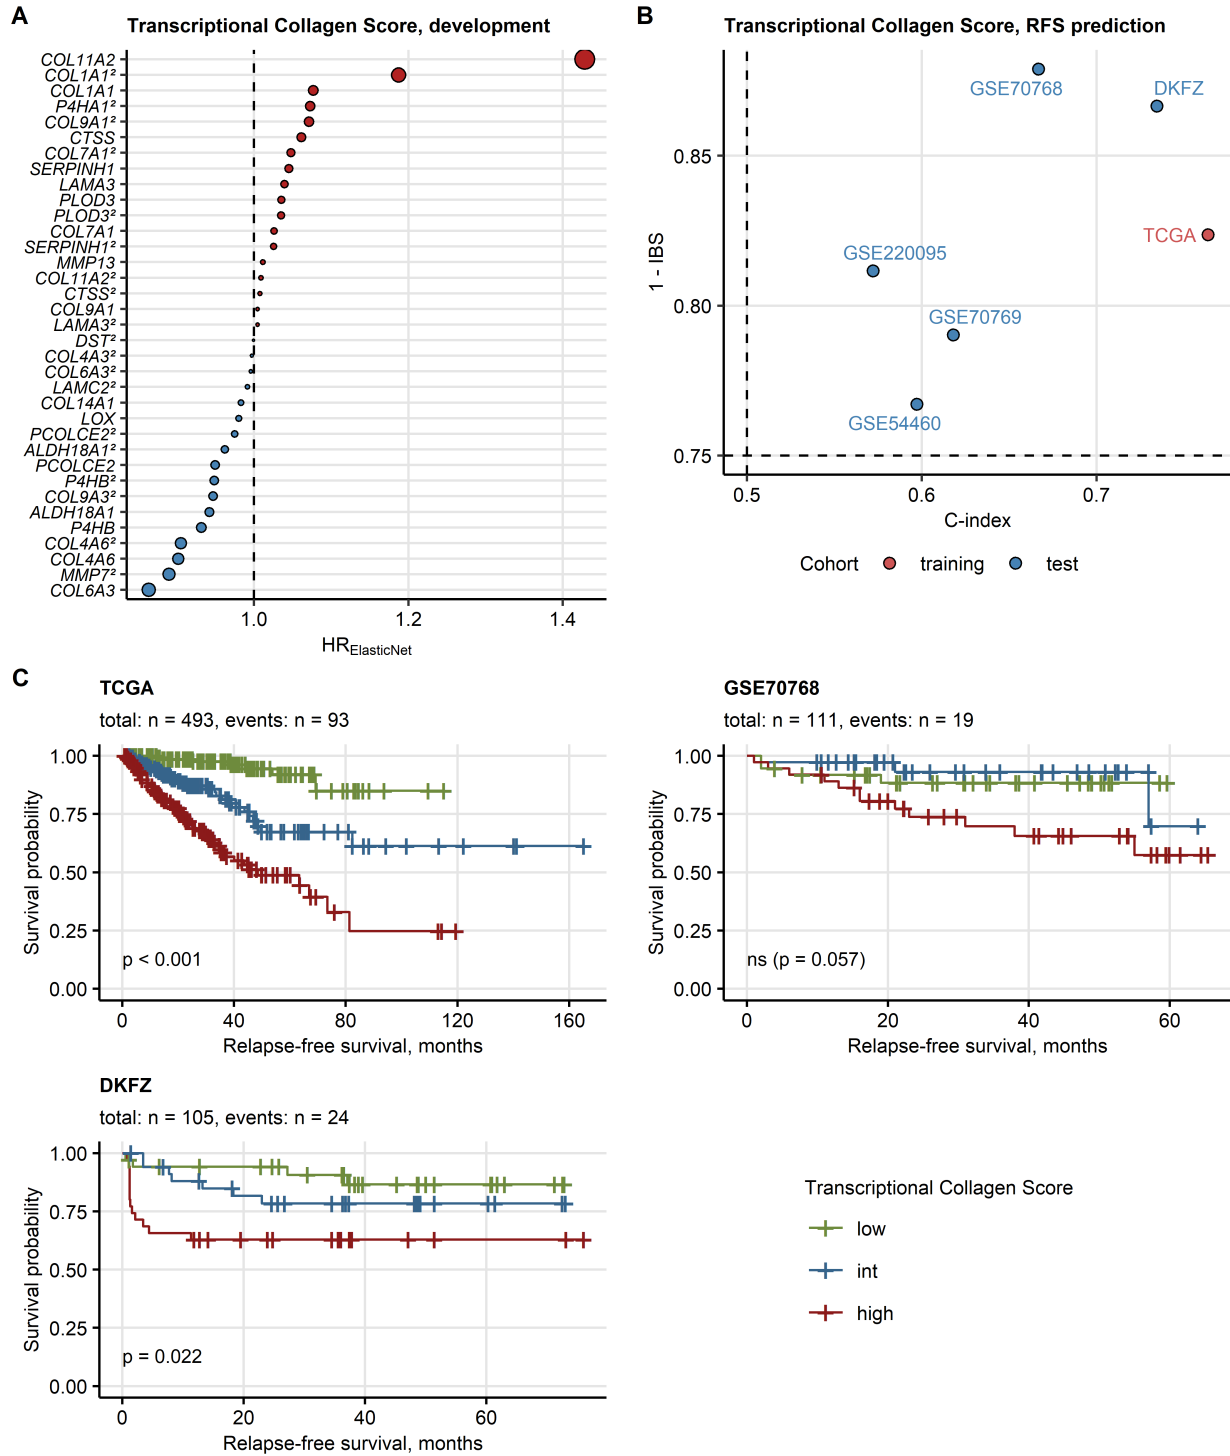 A
Transcriptional Collagen Score, development
COL11A2
COL1A1²
COL1A1
P4HA1²
COL9A1²
CTSS
COL7A1²
SERPINH1
LAMA3
PLOD3
PLOD3²
COL7A1
SERPINH1²
MMP13
COL11A2²
CTSS²
COL9A1
LAMA3²
DST²
COL4A3²
COL6A3²
LAMC2²
COL14A1
LOX
PCOLCE2²
ALDH18A1²
PCOLCE2
P4HB²
COL9A3²
ALDH18A1
P4HB
COL4A6²
COL4A6
MMP7²
COL6A3
1.0 1.2 1.4
HR ElasticNet
B
Transcriptional Collagen Score, RFS prediction
1 - IBS
0.85
0.80
0.75
GSE70768
DKFZ
TCGA
GSE220095
GSE70769
GSE54460
0.5 0.6 0.7
C-index
Cohort training test
C
TCGA
total: n = 493, events: n = 93
Survival probability
1.00
0.75
0.50
0.25
0.00
p < 0.001
0 40 80 120 160
Relapse-free survival, months
GSE70768
total: n = 111, events: n = 19
Survival probability
1.00
0.75
0.50
0.25
0.00
ns (p = 0.057)
0 20 40 60
Relapse-free survival, months
DKFZ
total: n = 105, events: n = 24
Survival probability
1.00
0.75
0.50
0.25
0.00
p = 0.022
0 20 40 60
Relapse-free survival, months
Transcriptional Collagen Score
low
int
high